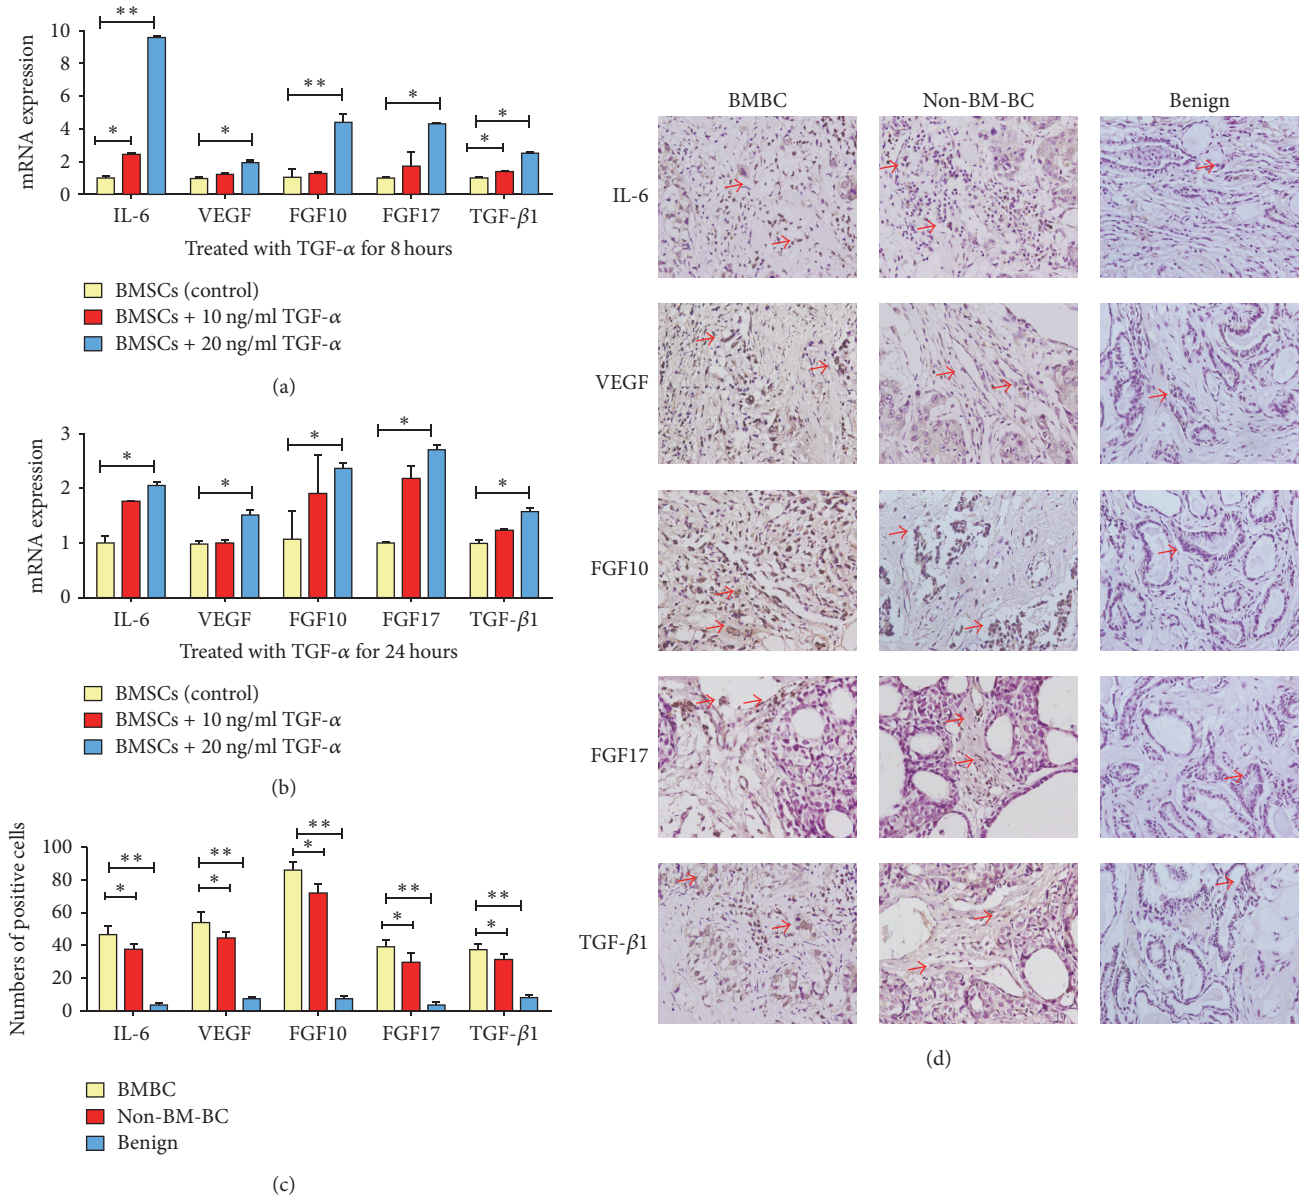 **
10
8
6
4
2
0
mRNA expression
*
*
**
*
*
*
IL-6 VEGF FGF10 FGF17 TGF-β1
Treated with TGF-α for 8 hours
BMSCs (control)
BMSCs + 10 ng/ml TGF-α
BMSCs + 20 ng/ml TGF-α
(a)
3
2
1
0
mRNA expression
*
*
*
*
*
IL-6 VEGF FGF10 FGF17 TGF-β1
Treated with TGF-α for 24 hours
BMSCs (control)
BMSCs + 10 ng/ml TGF-α
BMSCs + 20 ng/ml TGF-α
(b)
100
80
60
40
20
0
Numbers of positive cells
**
*
**
*
**
*
**
*
**
*
IL-6 VEGF FGF10 FGF17 TGF-β1
BMBC
Non-BM-BC
Benign
(c)
BMBC Non-BM-BC Benign
IL-6
VEGF
FGF10
FGF17
TGF-β1
(d)